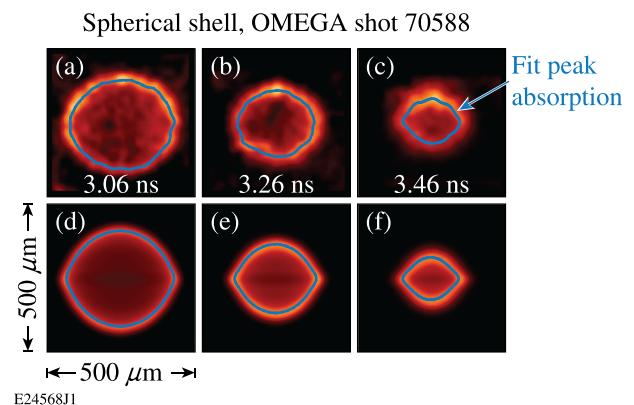 Spherical shell, OMEGA shot 70588
(a)
(b)
(c)
Fit peak
absorption
3.06 ns
3.26 ns
3.46 ns
(d)
(e)
(f)
500 μm
500 μm
E24568J1